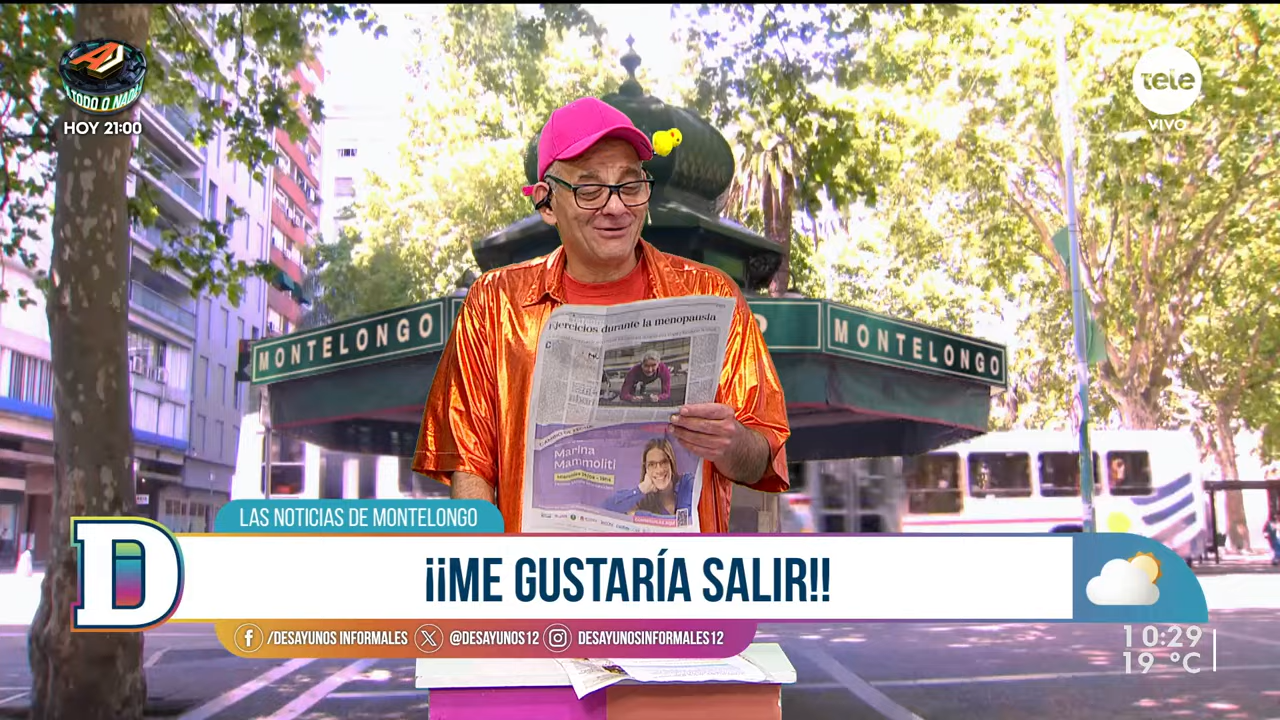 ¡TODO O NADA!
HOY 21:00
tele
VIVO
MONTELONGO
MONTELONGO
Ejercicios durante la menopausia
Marina
Mammoliti
LAS NOTICIAS DE MONTELONGO
D
¡¡ME GUSTARÍA SALIR!!
/DESAYUNOS INFORMALES
@DESAYUNOS12
DESAYUNOSINFORMALES12
10:29
19 °C